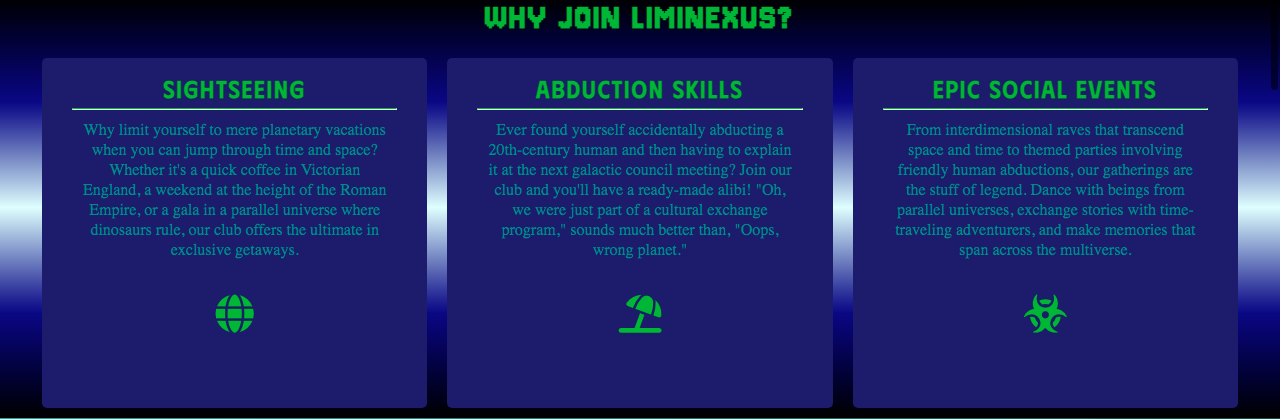 WHY JOIN LIMINEXUS?
SIGHTSEEING
Why limit yourself to mere planetary vacations
when you can jump through time and space?
Whether it's a quick coffee in Victorian
England, a weekend at the height of the Roman
Empire, or a gala in a parallel universe where
dinosaurs rule, our club offers the ultimate in
exclusive getaways.
ABDUCTION SKILLS
Ever found yourself accidentally abducting a
20th-century human and then having to explain
it at the next galactic council meeting? Join our
club and you'll have a ready-made alibi! "Oh,
we were just part of a cultural exchange
program," sounds much better than, "Oops,
wrong planet."
EPIC SOCIAL EVENTS
From interdimensional raves that transcend
space and time to themed parties involving
friendly human abductions, our gatherings are
the stuff of legend. Dance with beings from
parallel universes, exchange stories with time-
traveling adventurers, and make memories that
span across the multiverse.